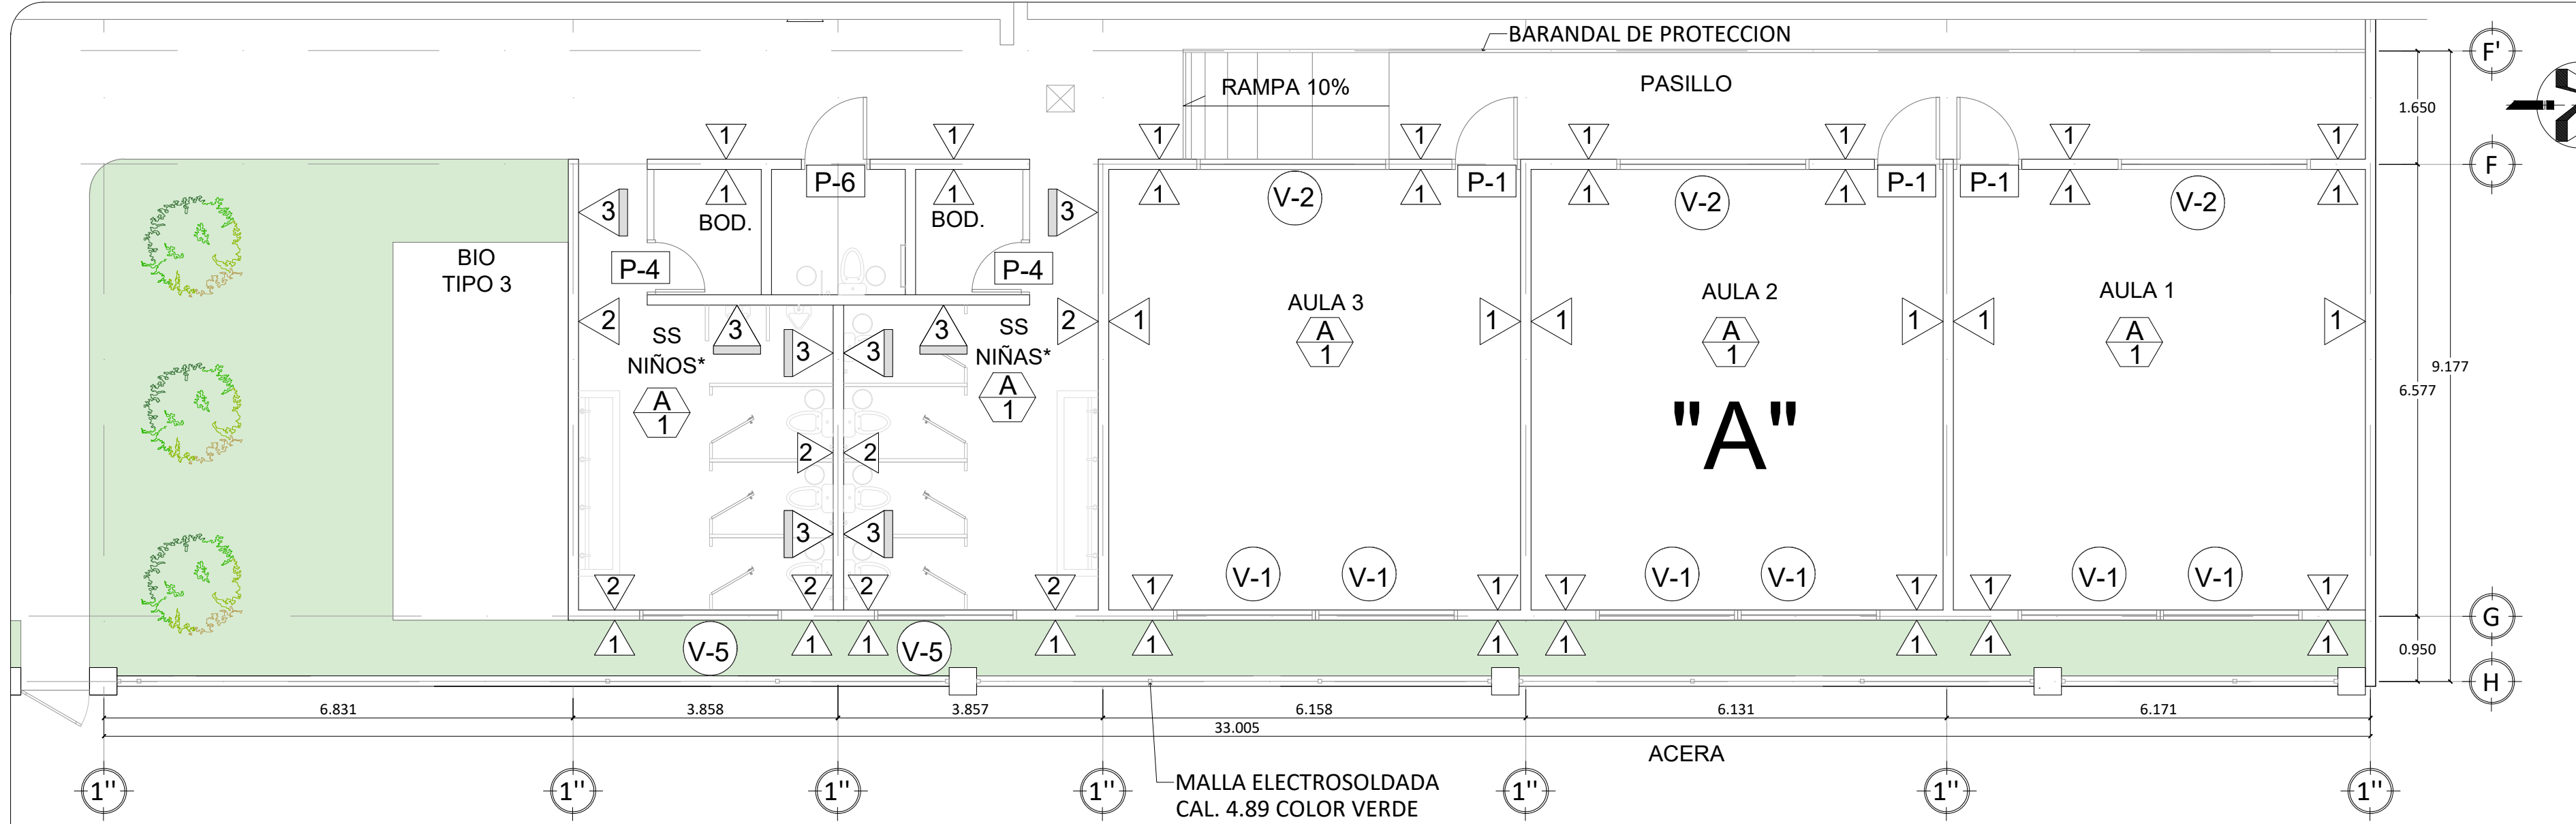 BARANDAL DE PROTECCION
F'
RAMPA 10%
PASILLO
1.650
1
1
1
1
1
1
1
1
F
P-6
P-1
P-1
P-1
1
1
1
1
1
1
1
1
V-2
V-2
V-2
3
BOD.
BOD.
3
BIO
TIPO 3
P-4
P-4
AULA 3
AULA 2
AULA 1
2
2
1
1
1
1
1
1
3
3
SS
NIÑOS*
SS
NIÑAS*
A
1
A
1
A
1
3
3
9.177
6.577
A
1
A
1
"A"
2
2
3
3
V-1
V-1
V-1
V-1
V-1
V-1
2
2
2
2
1
1
1
1
1
1
G
1
1
1
1
1
1
1
1
1
1
V-5
V-5
0.950
H
6.831
3.858
3.857
6.158
6.131
6.171
33.005
ACERA
MALLA ELECTROSOLDADA
CAL. 4.89 COLOR VERDE
1''
1''
1''
1''
1''
1''
1''